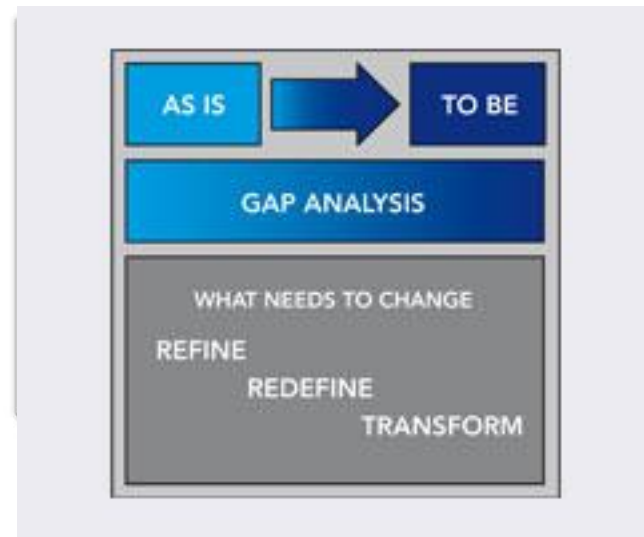 AS IS
TO BE
GAP ANALYSIS
WHAT NEEDS TO CHANGE
REFINE
REDEFINE
TRANSFORM